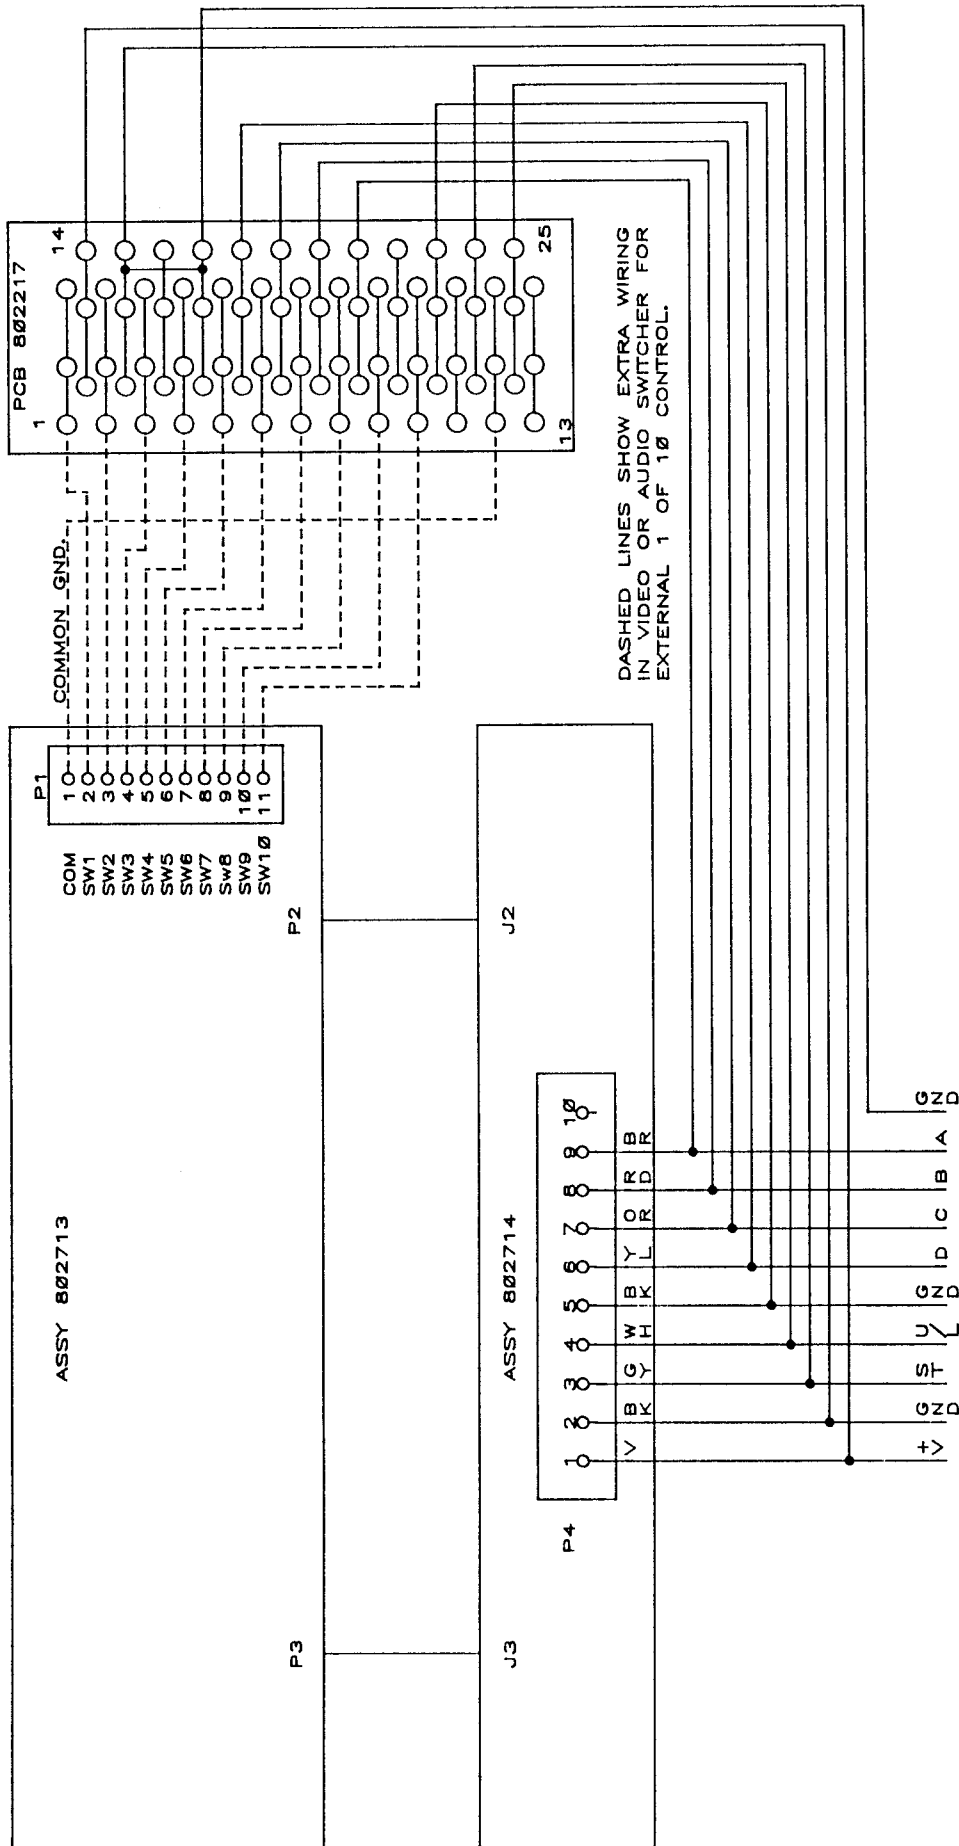 PCB 802217
1
14
13
25
COMMON GND.
DASHED LINES SHOW EXTRA WIRING
IN VIDEO OR AUDIO SWITCHER FOR
EXTERNAL 1 OF 10 CONTROL.
P1
COM 1
SW1 2
SW2 3
SW3 4
SW4 5
SW5 6
SW6 7
SW7 8
SW8 9
SW9 10
SW10 11
P2
J2
ASSY 802713
ASSY 802714
P3
J3
P4
1 2 3 4 5 6 7 8 9 10
V BK GY WH BK YL OR RD BR
+V GND ST U/L GND D C B A GND